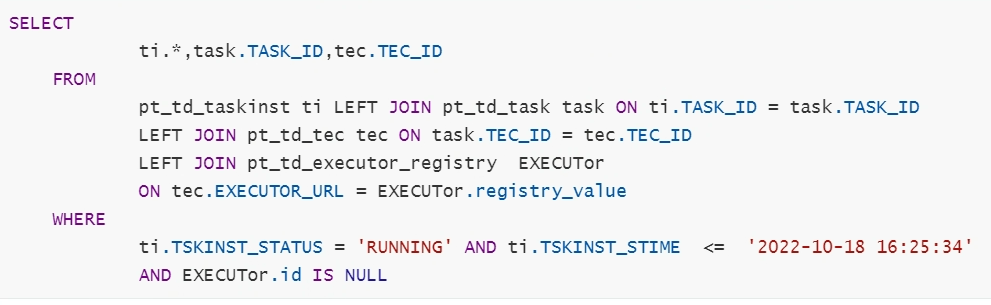 SELECT
ti.*,task.TASK_ID,tec.TEC_ID
FROM
pt_td_taskinst ti LEFT JOIN pt_td_task task ON ti.TASK_ID = task.TASK_ID
LEFT JOIN pt_td_tec tec ON task.TEC_ID = tec.TEC_ID
LEFT JOIN pt_td_executor_registry  EXECUTor
ON tec.EXECUTOR_URL = EXECUTor.registry_value
WHERE
ti.TSKINST_STATUS = 'RUNNING' AND ti.TSKINST_STIME  <=  '2022-10-18 16:25:34'
AND EXECUTor.id IS NULL